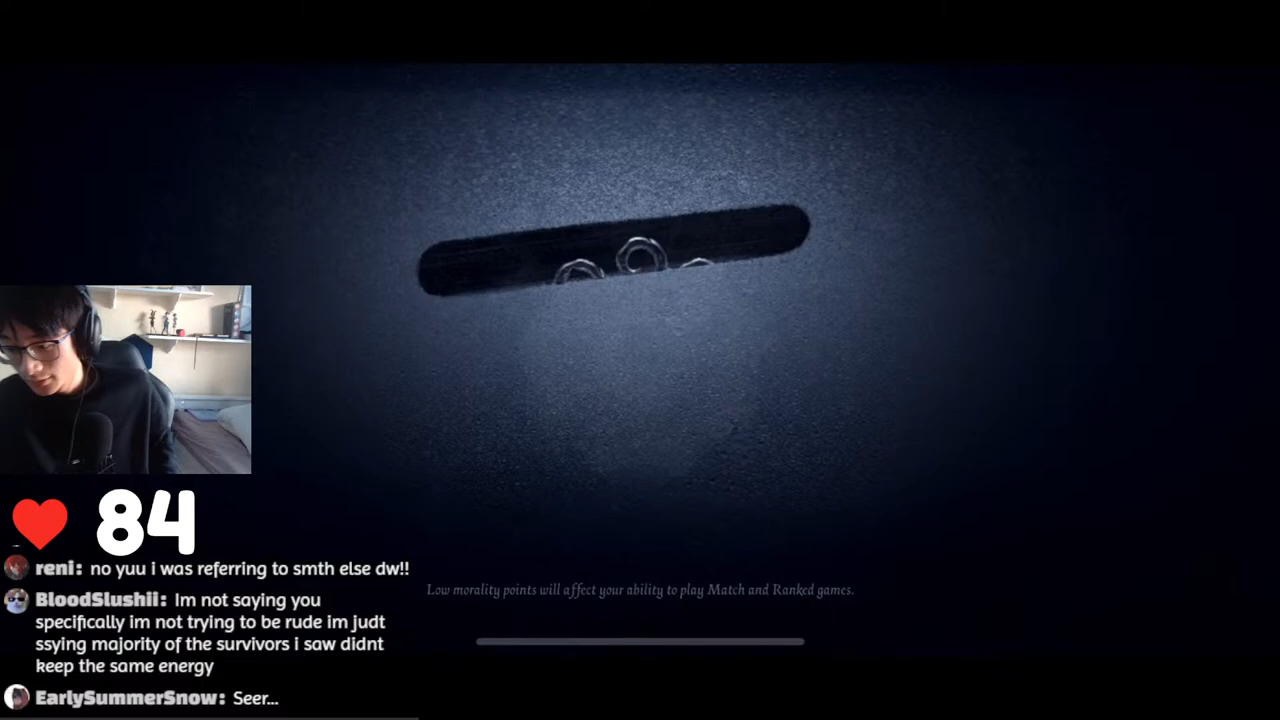 84
reni: no yuu i was referring to smth else dw!!
Low morality points will affect your ability to play Match and Ranked games.
BloodSlushii: Im not saying you
specifically im not trying to be rude im judt
ssying majority of the survivors i saw didnt
keep the same energy
EarlySummerSnow: Seer...